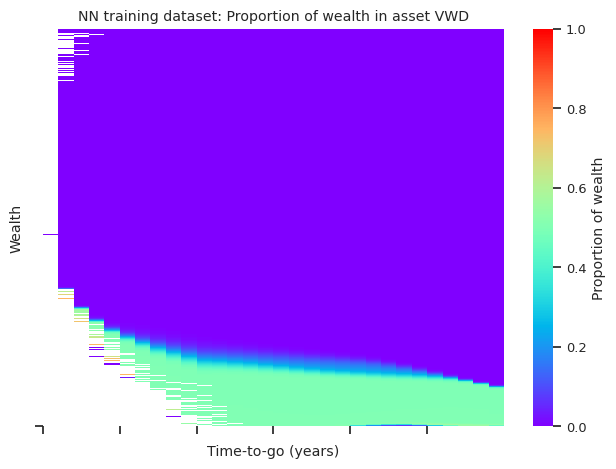 NN training dataset: Proportion of wealth in asset VWD
Wealth
Time-to-go (years)
1.0
0.8
0.6
0.4
0.2
0.0
Proportion of wealth